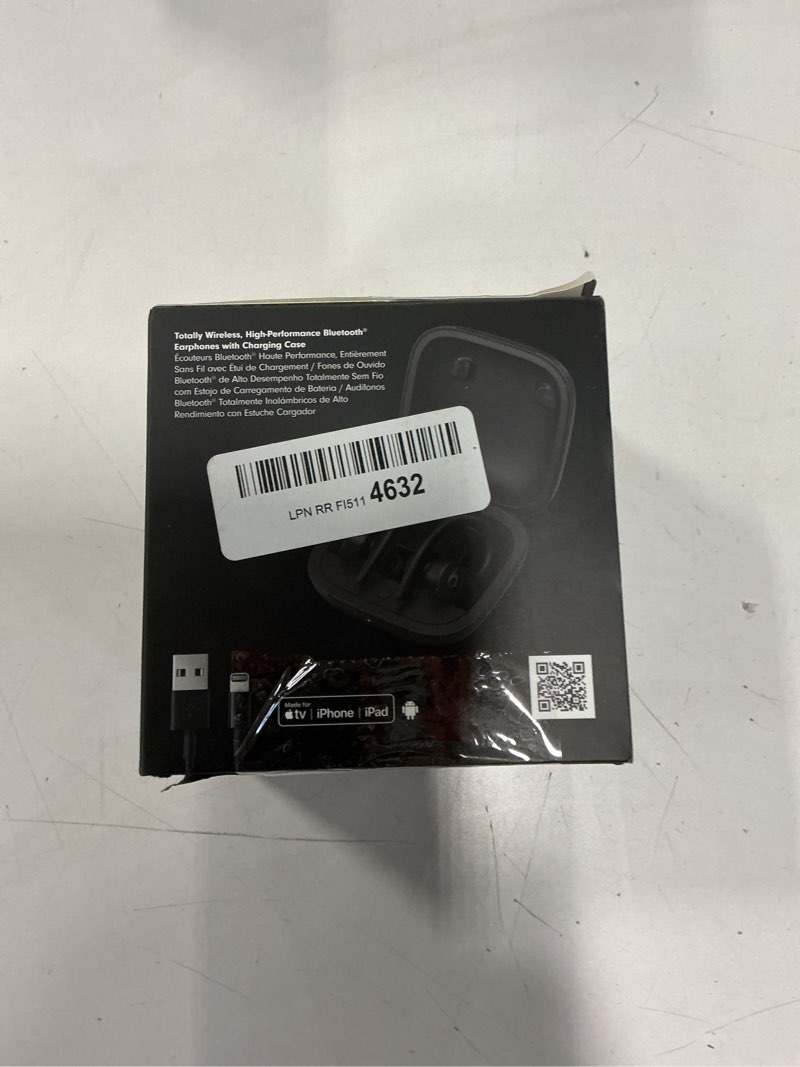 Totally Wireless, High-Performance Bluetooth®
Earphones with Charging Case
Écouteurs Bluetooth® Haute Performance, Entièrement
Sans Fil avec Étui de Chargement / Fones de Ouvido
Bluetooth® de Alto Desempenho Totalmente Sem Fio
com Estojo de Carregamento de Bateria / Audífonos
Bluetooth® Totalmente Inalámbricos de Alto
Rendimiento con Estuche Cargador
LPN RR FI511 4632
Made for
tv | iPhone | iPad